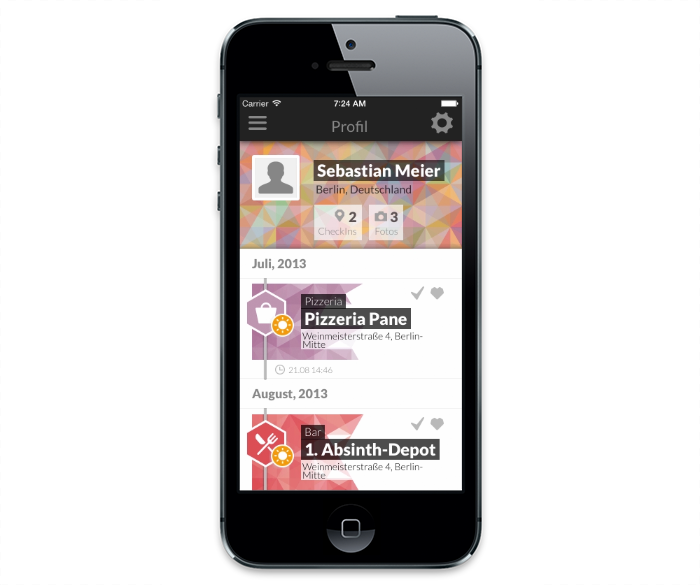 Carrier 7:24 AM
Profil
Sebastian Meier
Berlin, Deutschland
2 3
CheckIns Fotos
Juli, 2013
Pizzeria
Pizzeria Pane
Weinmeisterstraße 4, Berlin-
Mitte
21.08 14:46
August, 2013
Bar
1. Absinth-Depot
Weinmeisterstraße 4, Berlin-
Mitte